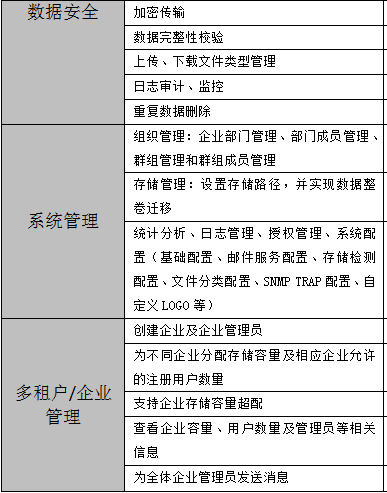 数据安全
加密传输
数据完整性校验
上传、下载文件类型管理
日志审计、监控
重复数据删除
系统管理
组织管理：企业部门管理、部门成员管理、
群组管理和群组成员管理
存储管理：设置存储路径，并实现数据整
卷迁移
统计分析、日志管理、授权管理、系统配
置（基础配置、邮件服务配置、存储检测
配置、文件分类配置、SNMP TRAP 配置、自
定义 LOGO 等）
多租户/企业
管理
创建企业及企业管理员
为不同企业分配存储容量及相应企业允许
的注册用户数量
支持企业存储容量超配
查看企业容量、用户数量及管理员等相关
信息
为全体企业管理员发送消息